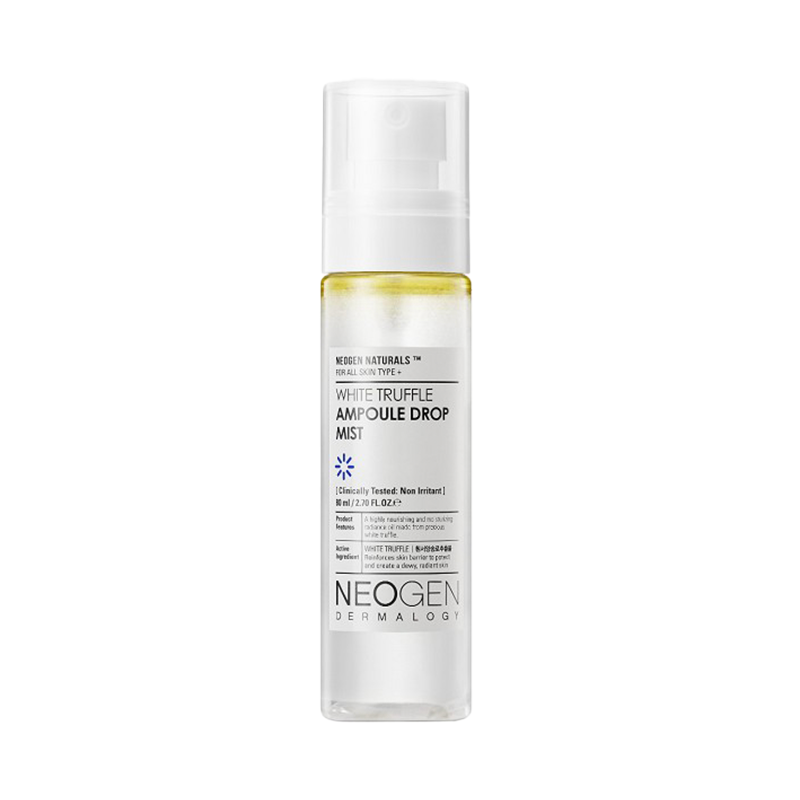 NEOGEN NATURALS ™
FOR ALL SKIN TYPE +
WHITE TRUFFLE
AMPOULE DROP
MIST
[ Clinically Tested: Non Irritant ]
80 ml / 2.70 FL.OZ.℮
Product Features
A highly nourishing and
radiance oil made from precious
white truffle.
Active Ingredient
WHITE TRUFFLE |
Reinforces skin barrier to protect
and create a dewy, radiant skin
NEOGEN
DERMALOGY